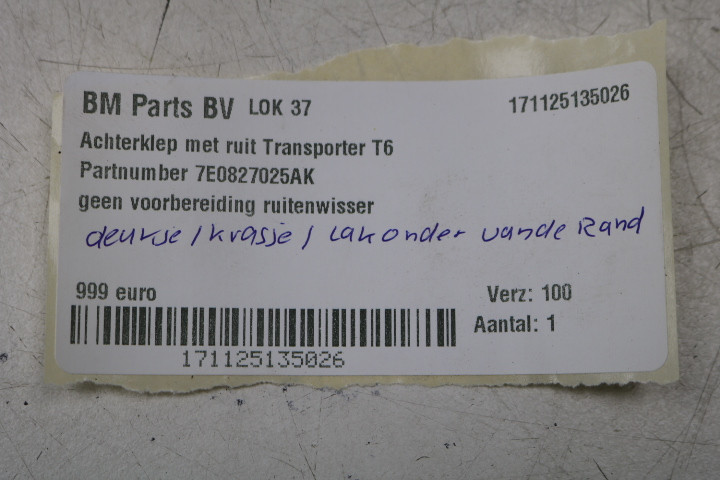 BM Parts BV LOK 37 171125135026
Achterklep met ruit Transporter T6
Partnumber 7E0827025AK
geen voorbereiding ruitenwisser
deukje / krasje / Lak onder van de Rand
999 euro Verz: 100
Aantal: 1
171125135026